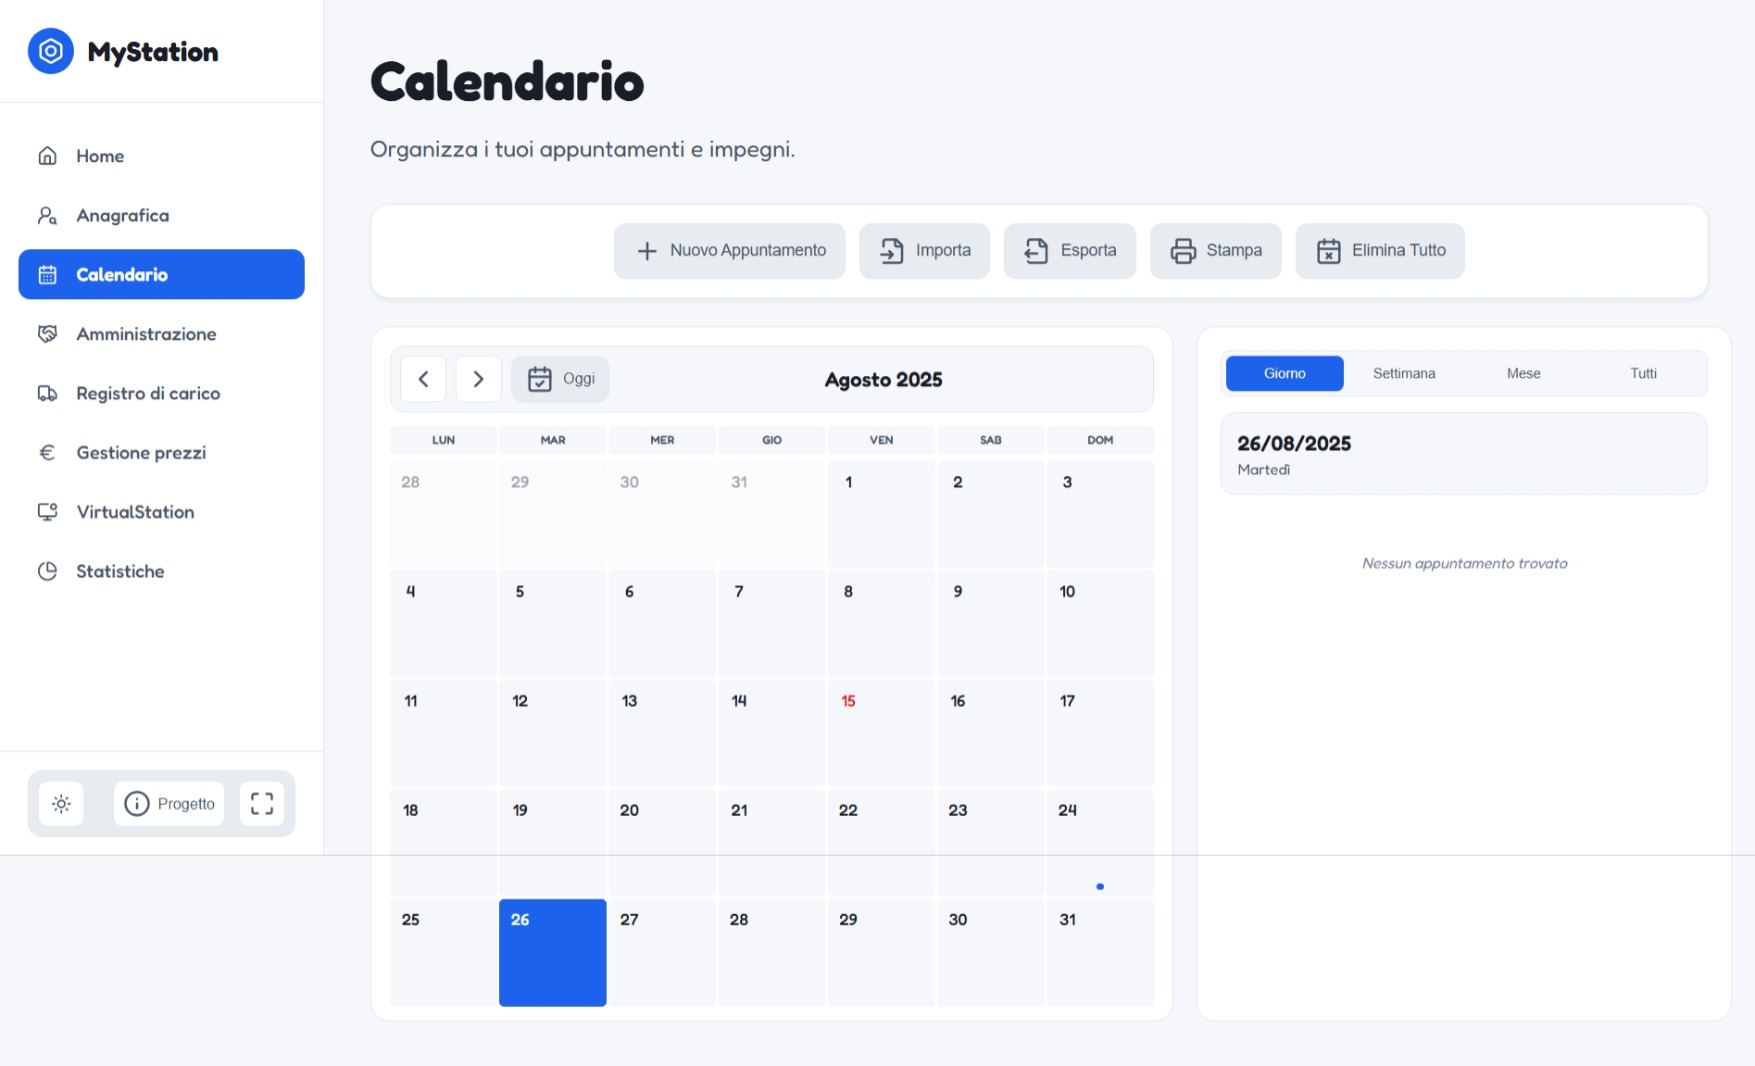 MyStation
Home
Anagrafica
Calendario
Amministrazione
Registro di carico
Gestione prezzi
VirtualStation
Statistiche
Progetto
Calendario
Organizza i tuoi appuntamenti e impegni.
Nuovo Appuntamento Importa Esporta Stampa Elimina Tutto
Oggi Agosto 2025
LUN MAR MER GIO VEN SAB DOM
28 29 30 31 1 2 3
4 5 6 7 8 9 10
11 12 13 14 15 16 17
18 19 20 21 22 23 24
25 26 27 28 29 30 31
Giorno Settimana Mese Tutti
26/08/2025
Martedì
Nessun appuntamento trovato